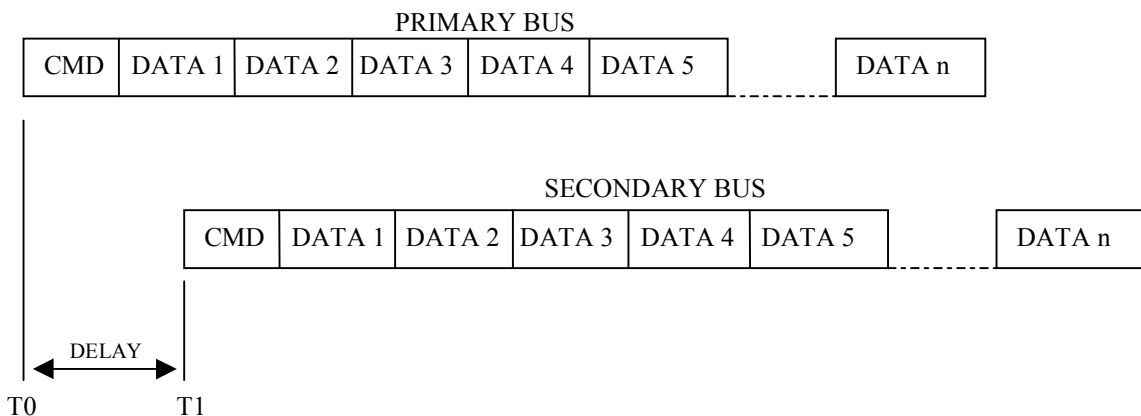 PRIMARY BUS
CMD DATA 1 DATA 2 DATA 3 DATA 4 DATA 5 DATA n
SECONDARY BUS
CMD DATA 1 DATA 2 DATA 3 DATA 4 DATA 5 DATA n
DELAY
T0 T1